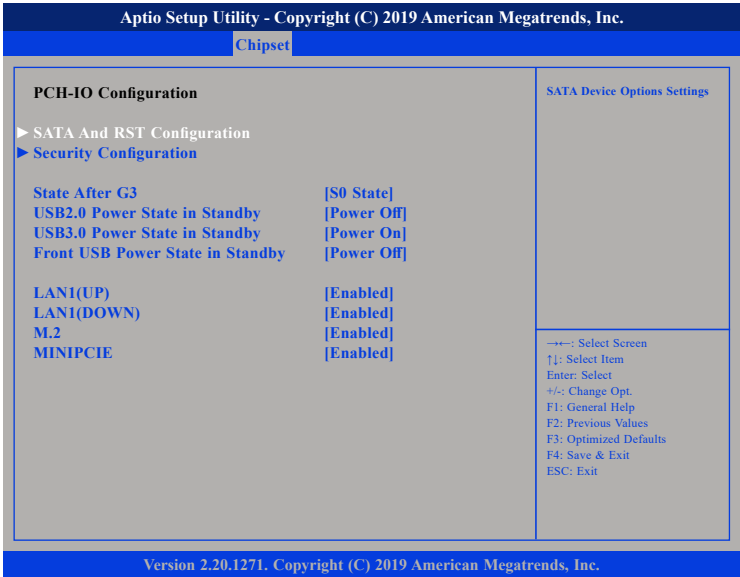 Aptio Setup Utility - Copyright (C) 2019 American Megatrends, Inc.
Chipset
PCH-IO Configuration
► SATA And RST Configuration
► Security Configuration
State After G3 [S0 State]
USB2.0 Power State in Standby [Power Off]
USB3.0 Power State in Standby [Power On]
Front USB Power State in Standby [Power Off]
LAN1(UP) [Enabled]
LAN1(DOWN) [Enabled]
M.2 [Enabled]
MINIPCIE [Enabled]
SATA Device Options Settings
→←: Select Screen
↑↓: Select Item
Enter: Select
+/-: Change Opt.
F1: General Help
F2: Previous Values
F3: Optimized Defaults
F4: Save & Exit
ESC: Exit
Version 2.20.1271. Copyright (C) 2019 American Megatrends, Inc.